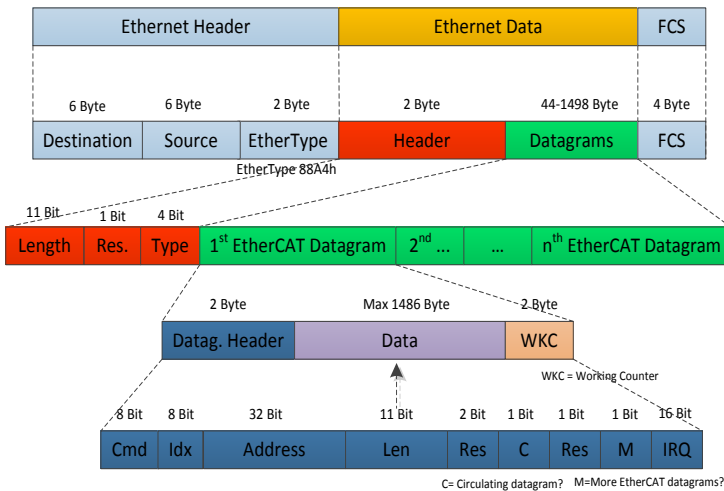 Ethernet Header Ethernet Data FCS
6 Byte 6 Byte 2 Byte 2 Byte 44-1498 Byte 4 Byte
Destination Source EtherType Header Datagrams FCS
EtherType 88A4h
11 Bit 1 Bit 4 Bit
Length Res. Type 1st EtherCAT Datagram 2nd ... ... nth EtherCAT Datagram
2 Byte Max 1486 Byte 2 Byte
Datag. Header Data WKC
WKC = Working Counter
8 Bit 8 Bit 32 Bit 11 Bit 2 Bit 1 Bit 1 Bit 1 Bit 16 Bit
Cmd Idx Address Len Res C Res M IRQ
C= Circulating datagram? M=More EtherCAT datagrams?